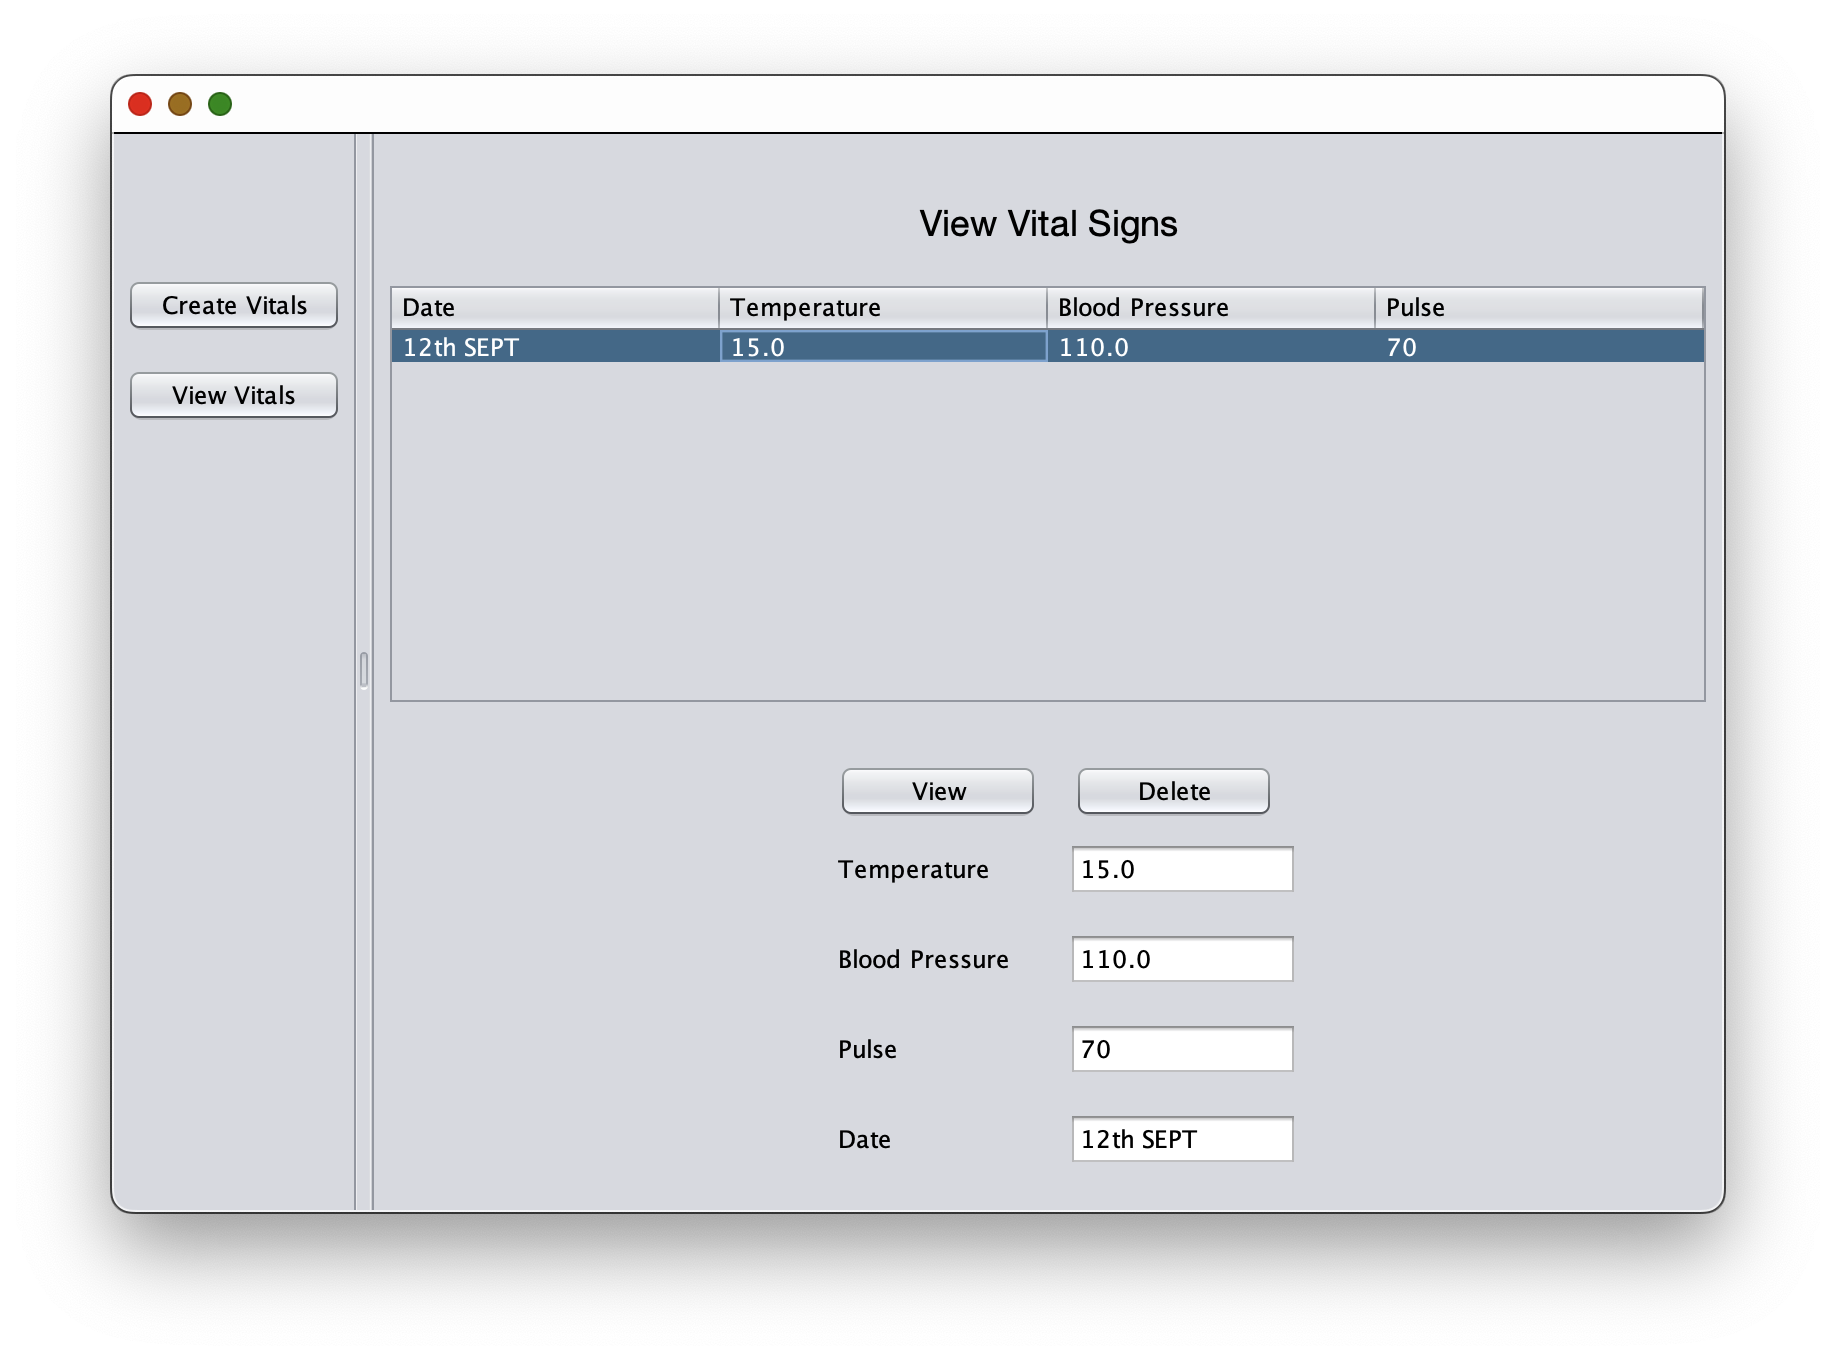 View Vital Signs
Create Vitals
View Vitals
Date Temperature Blood Pressure Pulse
12th SEPT 15.0 110.0 70
View Delete
Temperature 15.0
Blood Pressure 110.0
Pulse 70
Date 12th SEPT